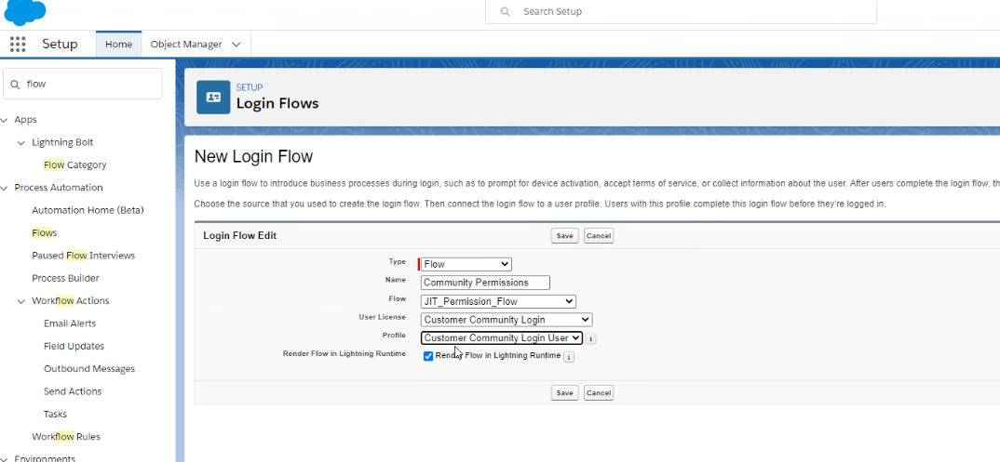 Search Setup
Setup
Home
Object Manager
flow
SETUP
Login Flows
Apps
Lightning Bolt
Flow Category
Process Automation
Automation Home (Beta)
Flows
Paused Flow Interviews
Process Builder
Workflow Actions
Email Alerts
Field Updates
Outbound Messages
Send Actions
Tasks
Workflow Rules
Environments
New Login Flow
Use a login flow to introduce business processes during login, such as to prompt for device activation, accept terms of service, or collect information about the user. After users complete the login flow, th
Choose the source that you used to create the login flow. Then connect the login flow to a user profile. Users with this profile complete this login flow before they're logged in.
Login Flow Edit
Save Cancel
Type Flow
Name Community Permissions
Flow JIT_Permission_Flow
User License Customer Community Login
Profile Customer Community Login User i
Render Flow in Lightning Runtime Render Flow in Lightning Runtime i
Save Cancel